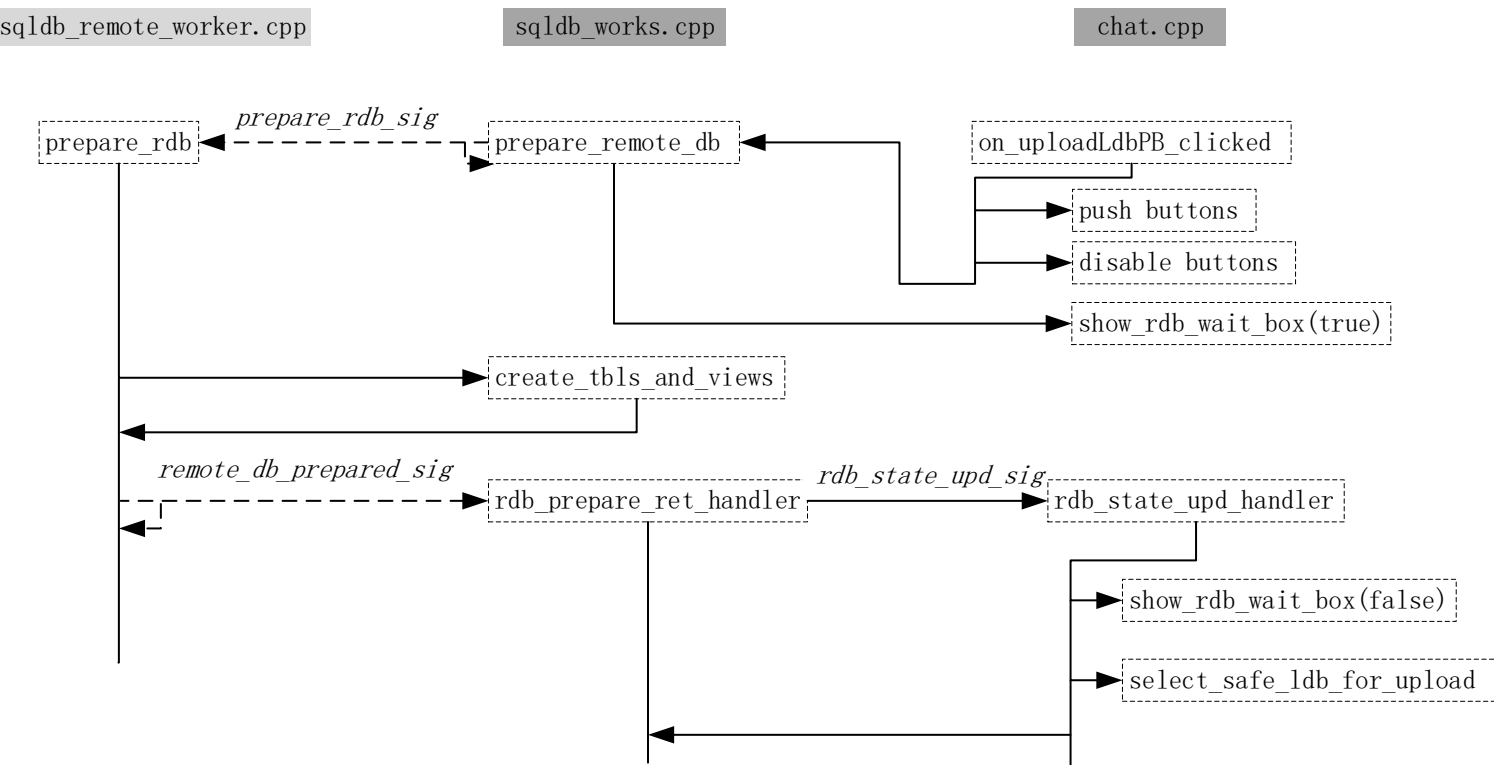 sqldb_remote_worker.cpp
sqldb_works.cpp
chat.cpp
prepare_rdb_sig
prepare_rdb
prepare_remote_db
on_uploadLdbPB_clicked
push buttons
disable buttons
show_rdb_wait_box(true)
create_tbls_and_views
remote_db_prepared_sig
rdb_state_upd_sig
rdb_prepare_ret_handler
rdb_state_upd_handler
show_rdb_wait_box(false)
select_safe_ldb_for_upload